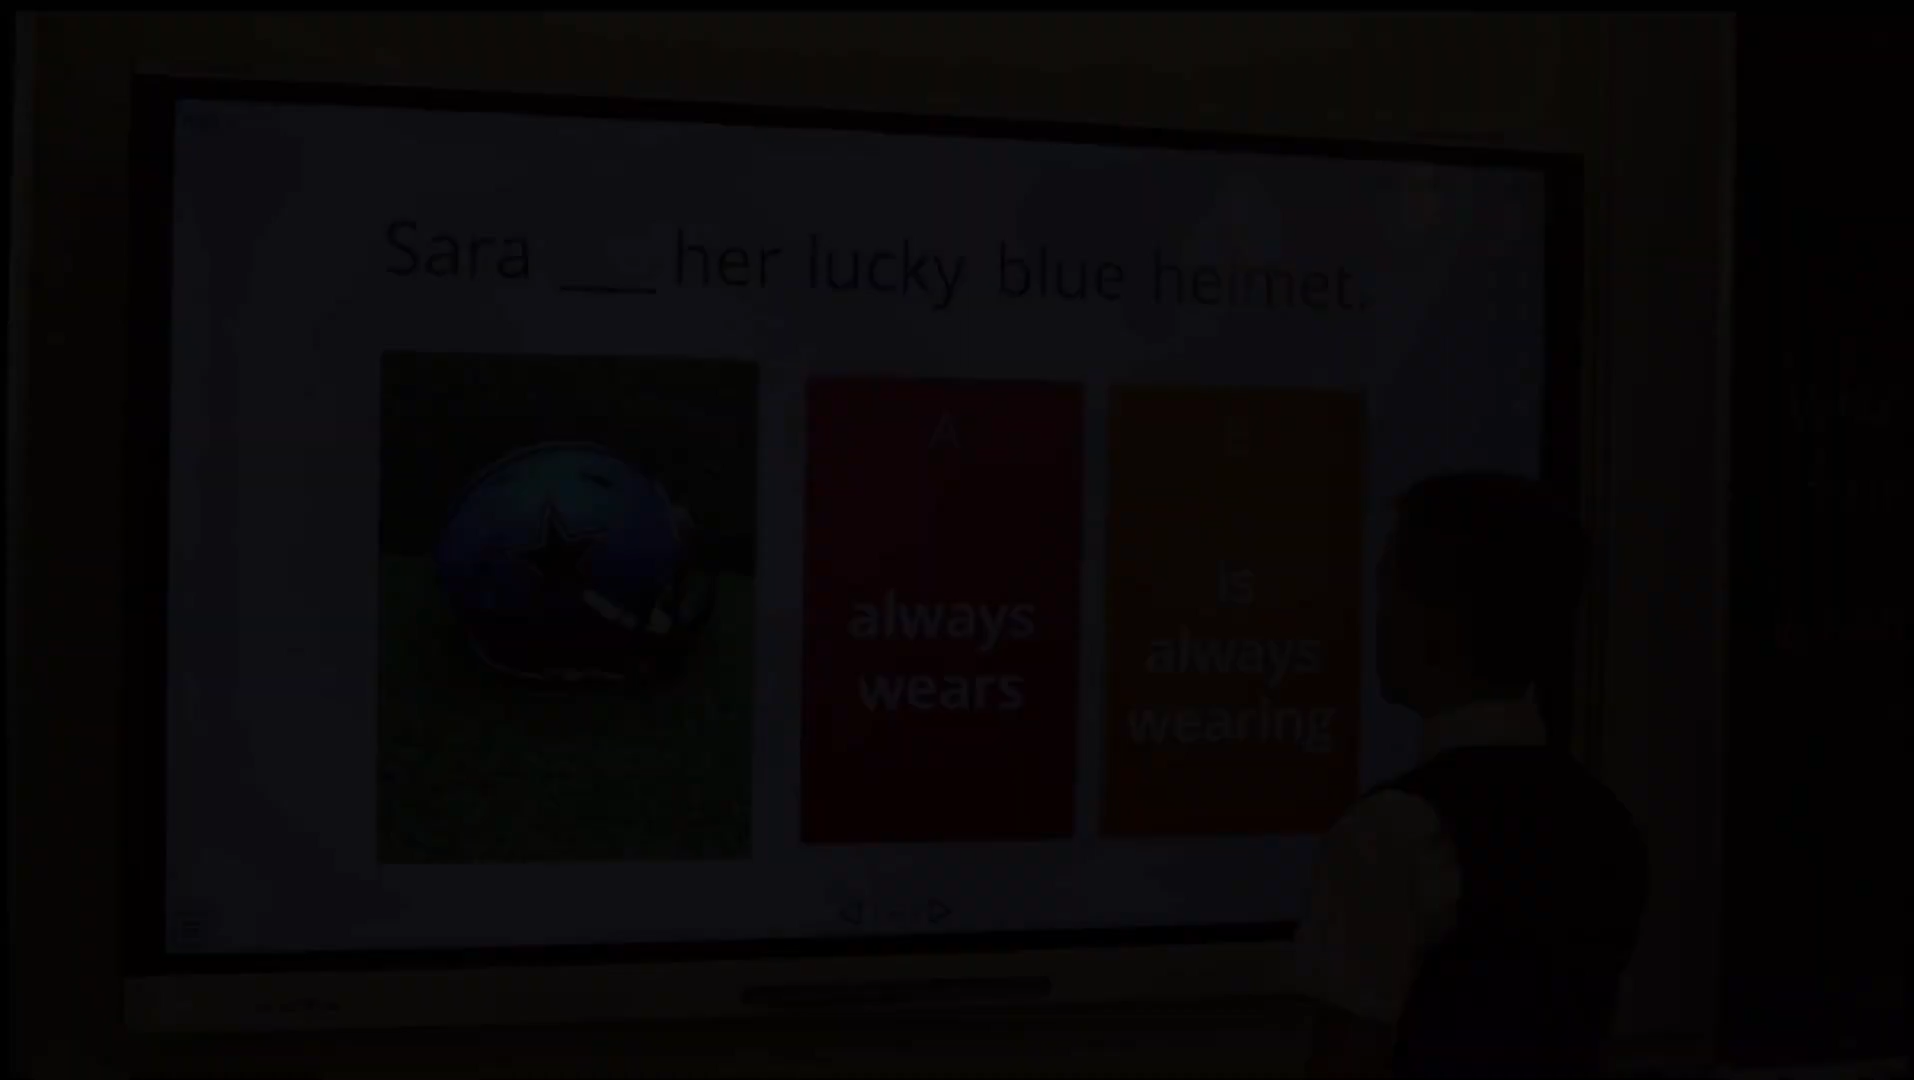 Sara ___ her lucky blue helmet.
A
always
wears
is
always
wearing